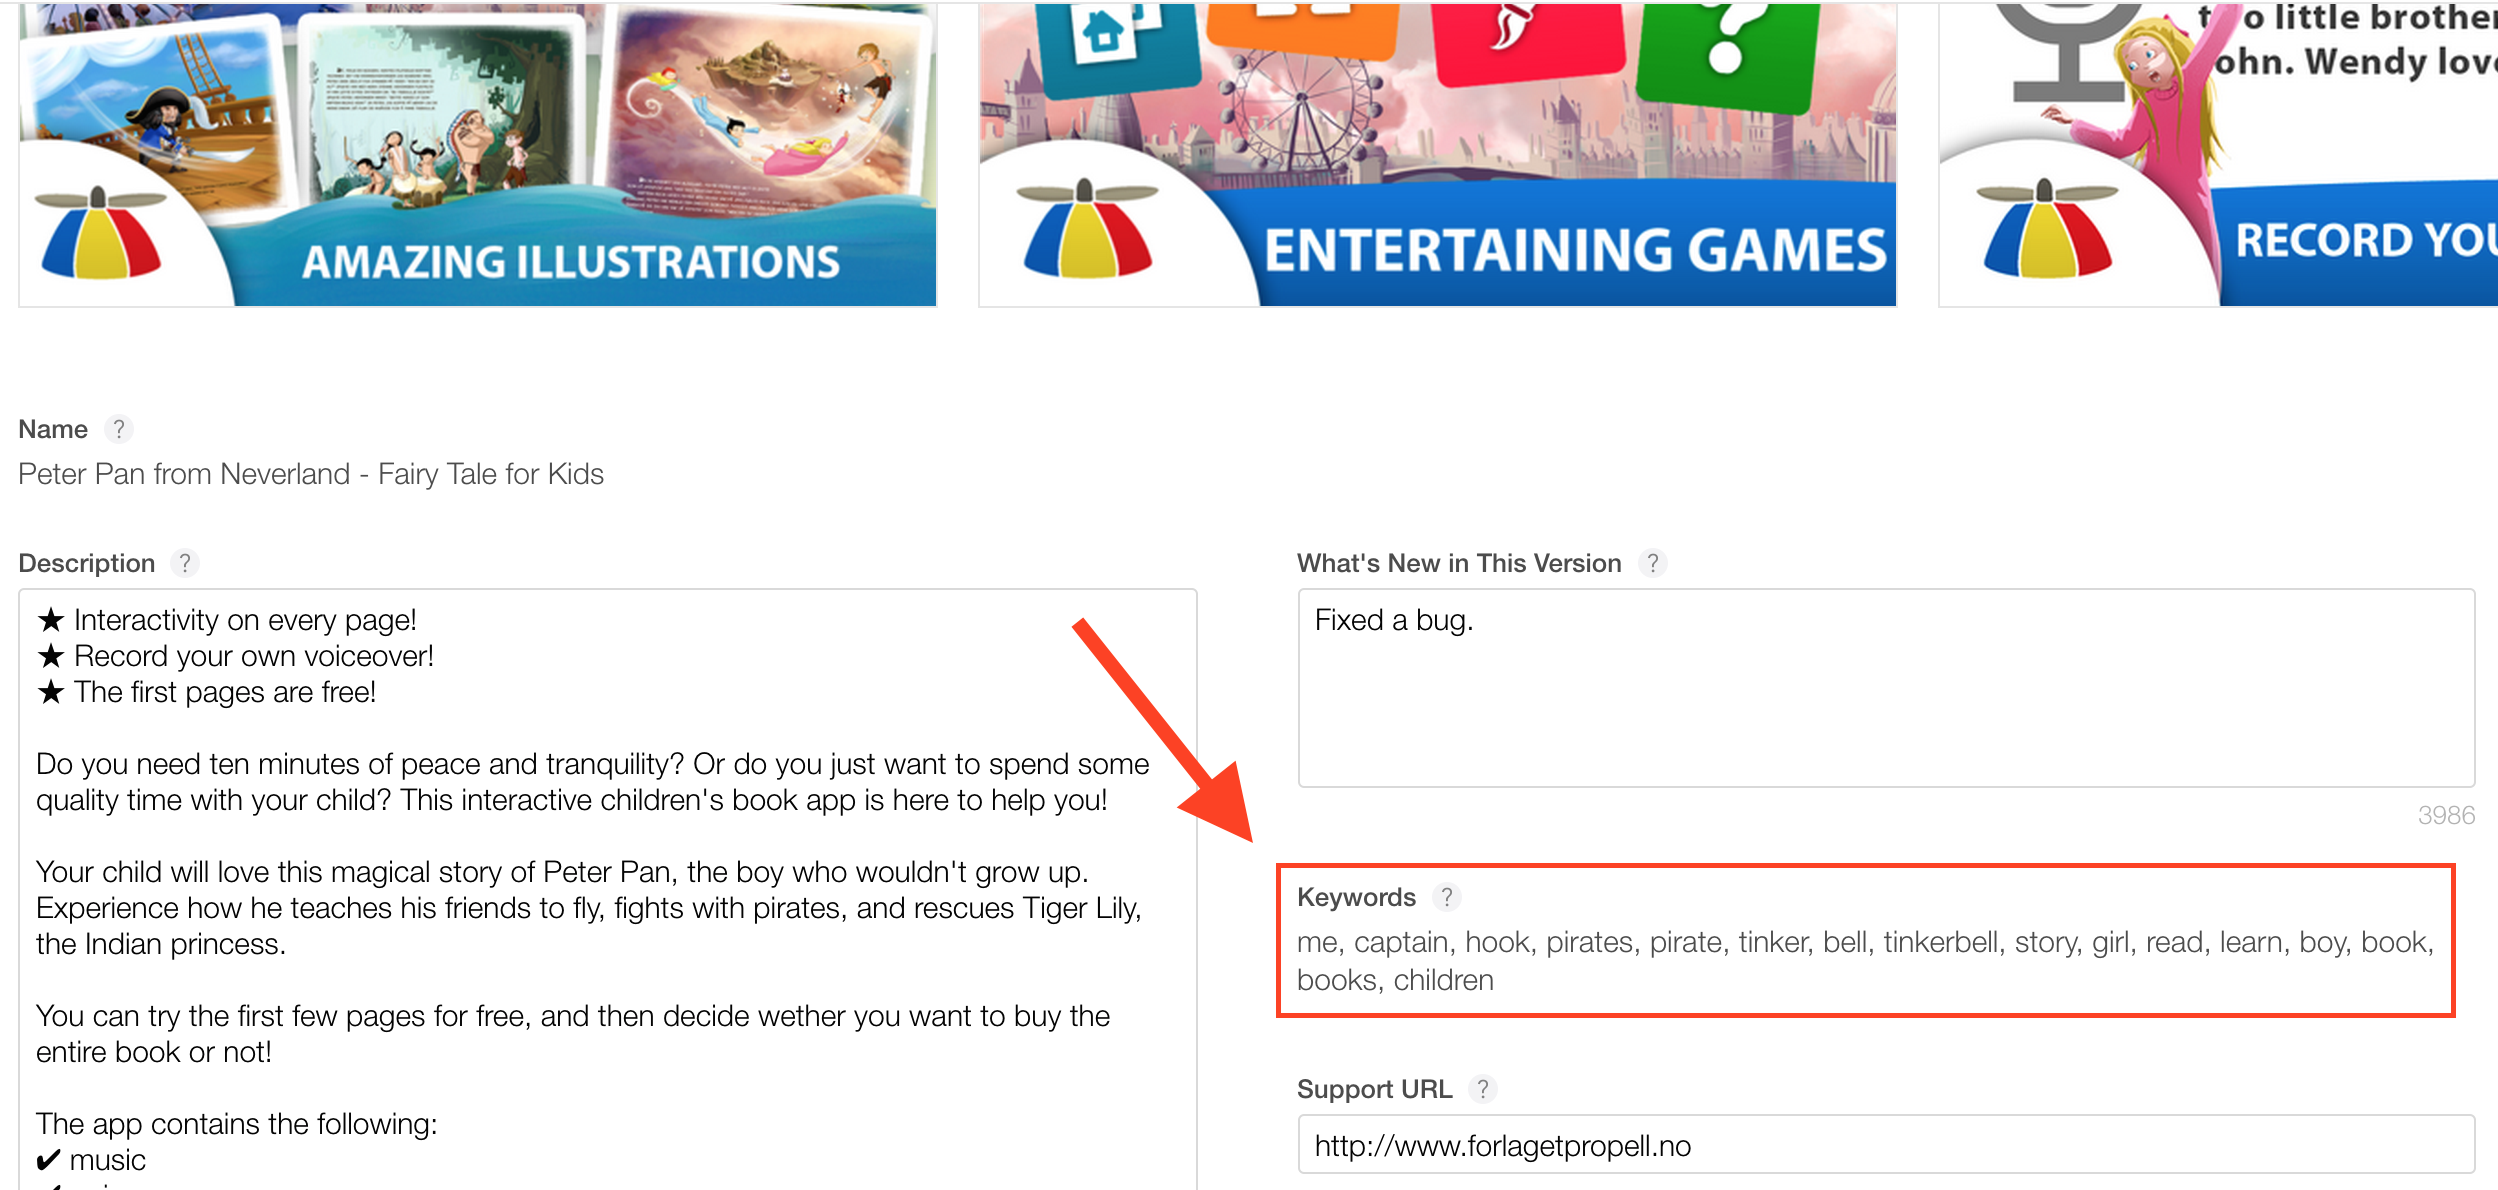 to little brother
ohn. Wendy lov
AMAZING ILLUSTRATIONS
ENTERTAINING GAMES
RECORD YOU
Name ?
Peter Pan from Neverland - Fairy Tale for Kids
Description ?
★ Interactivity on every page!
★ Record your own voiceover!
★ The first pages are free!
Do you need ten minutes of peace and tranquility? Or do you just want to spend some
quality time with your child? This interactive children's book app is here to help you!
Your child will love this magical story of Peter Pan, the boy who wouldn't grow up.
Experience how he teaches his friends to fly, fights with pirates, and rescues Tiger Lily,
the Indian princess.
You can try the first few pages for free, and then decide wether you want to buy the
entire book or not!
The app contains the following:
✔ music
What's New in This Version ?
Fixed a bug.
3986
Keywords ?
me, captain, hook, pirates, pirate, tinker, bell, tinkerbell, story, girl, read, learn, boy, book,
books, children
Support URL ?
http://www.forlagetpropell.no